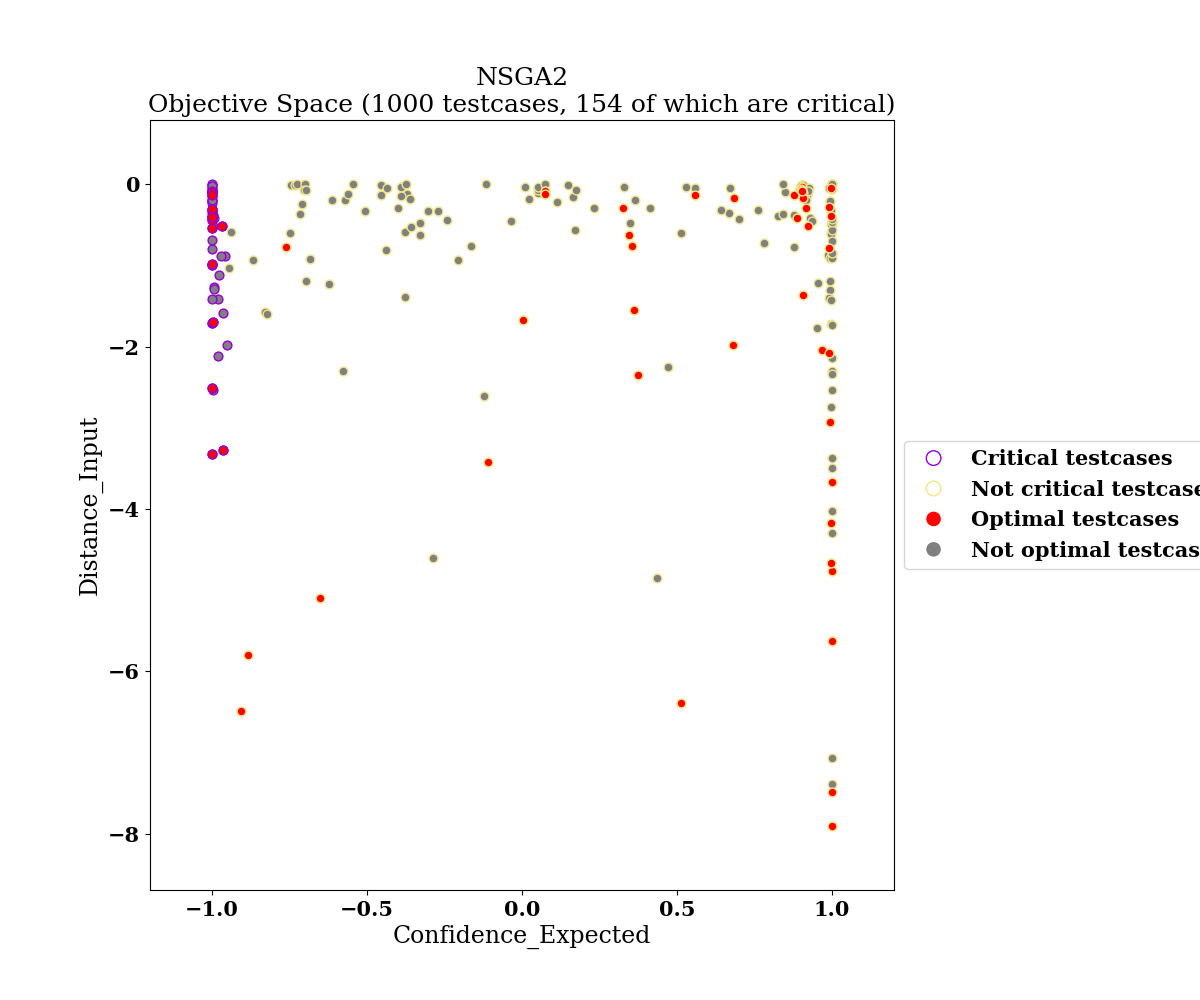 NSGA2
Objective Space (1000 testcases, 154 of which are critical)
0
−2
−4
−6
−8
Distance_Input
−1.0
−0.5
0.0
0.5
1.0
Confidence_Expected
Critical testcases
Not critical testcase
Optimal testcases
Not optimal testcas